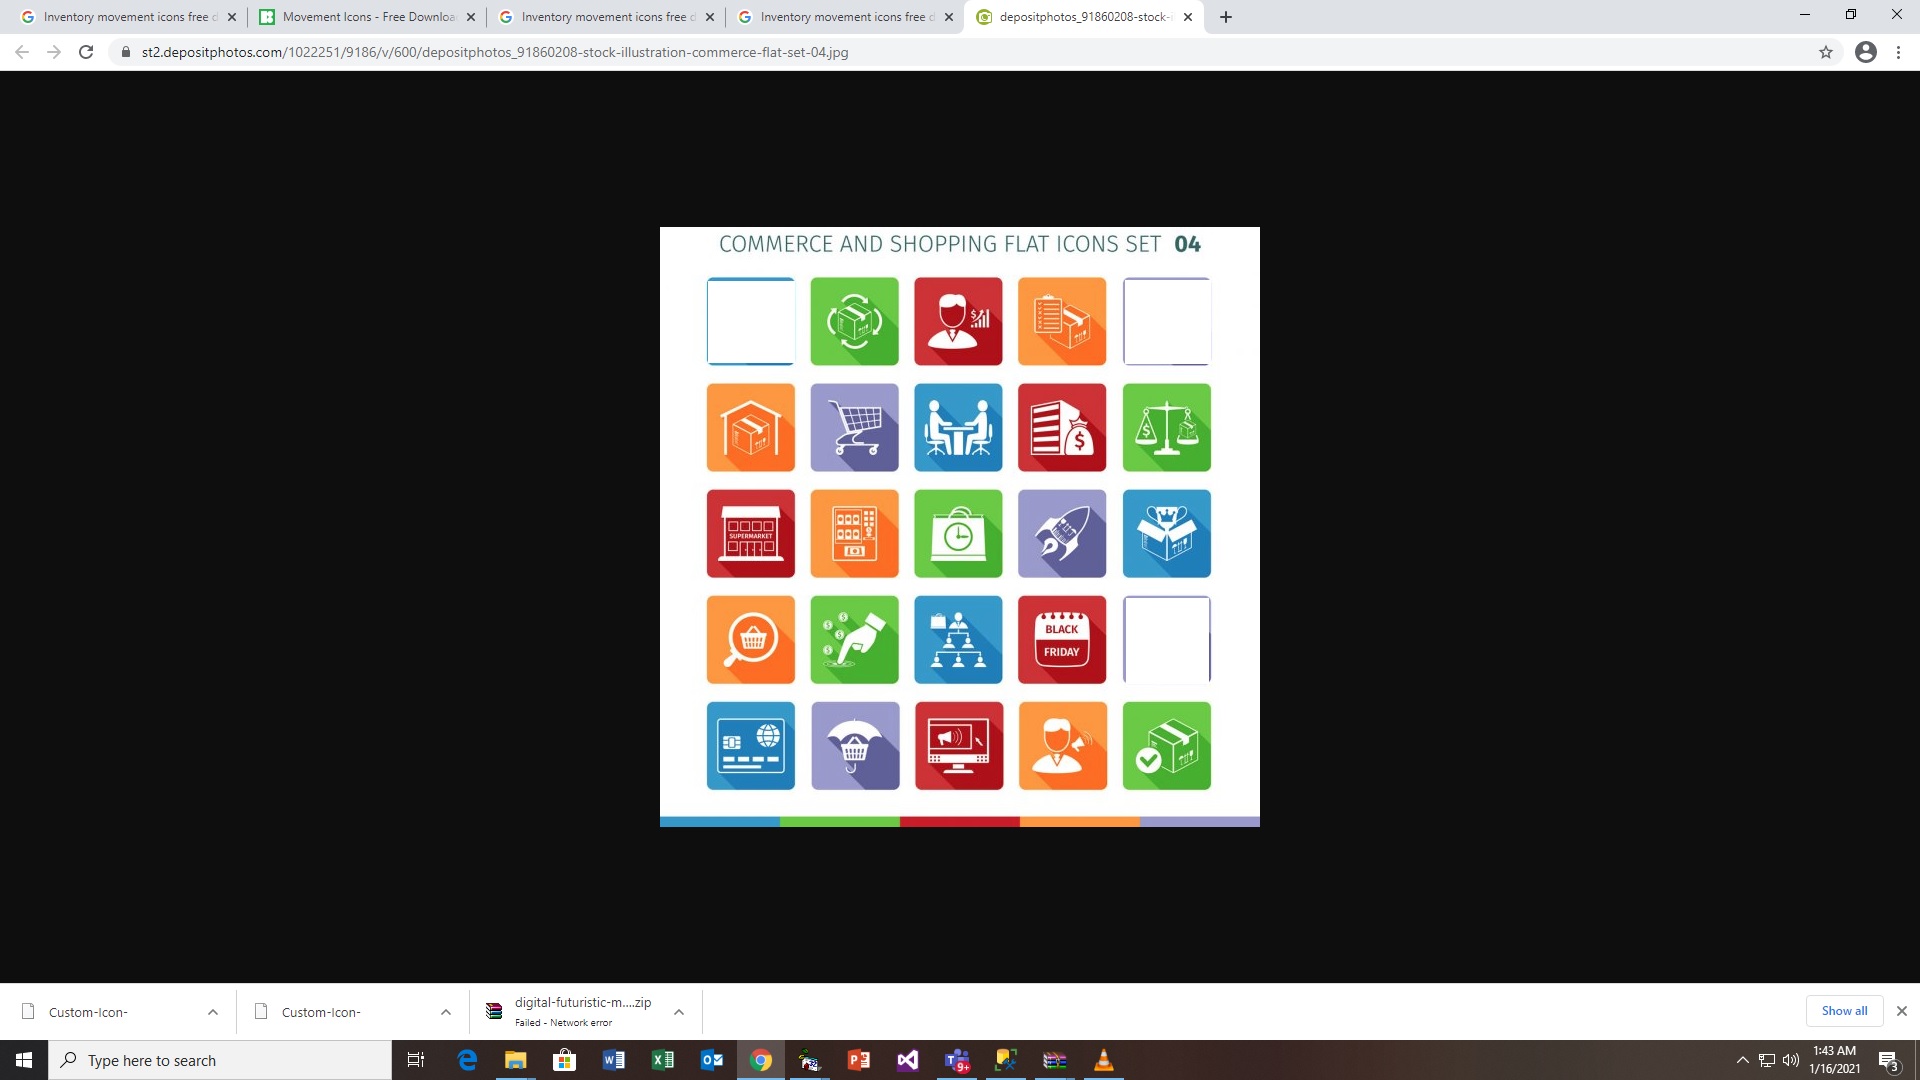 Inventory movement icons free d
Movement Icons - Free Downloa
Inventory movement icons free d
Inventory movement icons free d
depositphotos_91860208-stock-
st2.depositphotos.com/1022251/9186/v/600/depositphotos_91860208-stock-illustration-commerce-flat-set-04.jpg
COMMERCE AND SHOPPING FLAT ICONS SET 04
$
$
$
SUPERMARKET
$
$
$
$
BLACK
FRIDAY
Custom-Icon-
Custom-Icon-
digital-futuristic-m....zip
Failed - Network error
Show all
Type here to search
9+
1:43 AM
1/16/2021
3